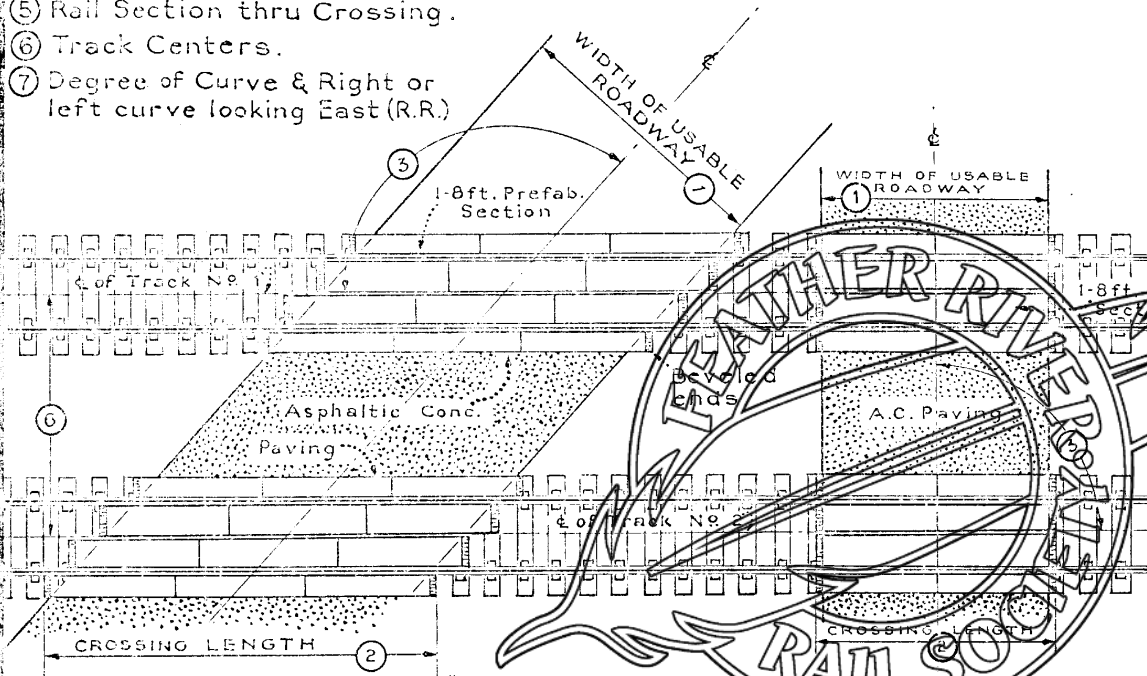 ⑤ Rail Section thru Crossing.
⑥ Track Centers.
⑦ Degree of Curve & Right or
left curve looking East (R.R.)
WIDTH OF USABLE
ROADWAY
①
℄
③
1-8ft. Prefab.
Section
℄
WIDTH OF USABLE
ROADWAY
①
℄ of Track Nº 1
1-8ft.
Sect
FEATHER RIVER RAIL SOCIETY
Beveled
ends
⑥
Asphaltic Conc.
Paving
A.C. Paving
③
℄ of Track Nº 2
CROSSING LENGTH
②
CROSSING LENGTH
②